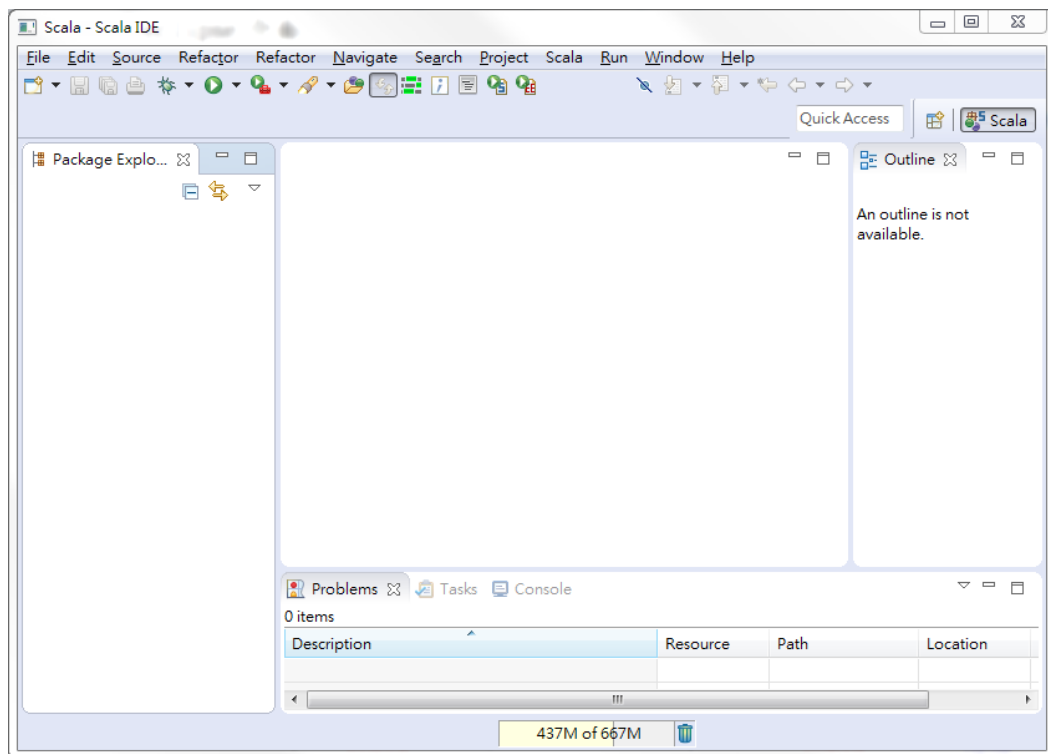 Scala - Scala IDE
File Edit Source Refactor Refactor Navigate Search Project Scala Run Window Help
Quick Access Scala
Package Explo...
Outline
An outline is not
available.
Problems Tasks Console
0 items
Description Resource Path Location
437M of 667M